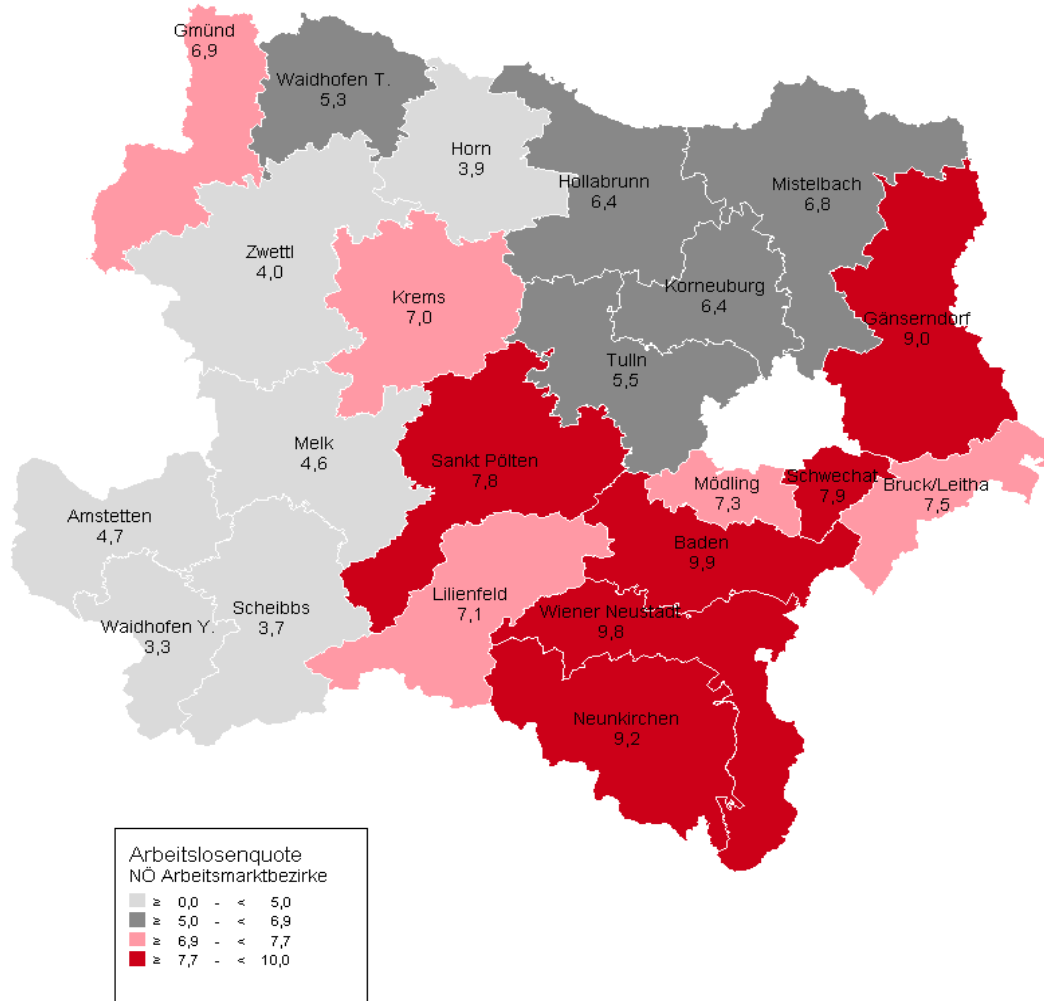 Gmünd
6,9
Waidhofen T.
5,3
Horn
3,9
Hollabrunn
6,4
Mistelbach
6,8
Zwettl
4,0
Krems
7,0
Korneuburg
6,4
Gänserndorf
9,0
Tulln
5,5
Melk
4,6
Sankt Pölten
7,8
Mödling
7,3
Schwechat
7,9
Bruck/Leitha
7,5
Amstetten
4,7
Baden
9,9
Scheibbs
3,7
Lilienfeld
7,1
Wiener Neustadt
9,8
Waidhofen Y.
3,3
Neunkirchen
9,2
Arbeitslosenquote
NÖ Arbeitsmarktbezirke
≥ 0,0 - < 5,0
≥ 5,0 - < 6,9
≥ 6,9 - < 7,7
≥ 7,7 - < 10,0